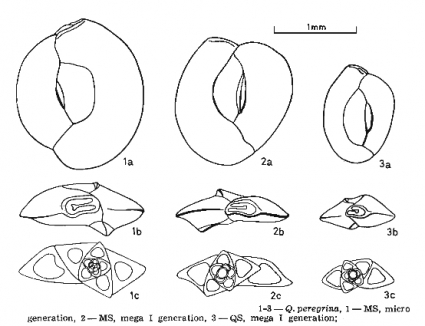 1mm
1a
2a
3a
1b
2b
3b
1c
2c
3c
1–3 — Q. peregrina, 1 — MS, micro
generation, 2 — MS, mega I generation, 3 — QS, mega I generation;